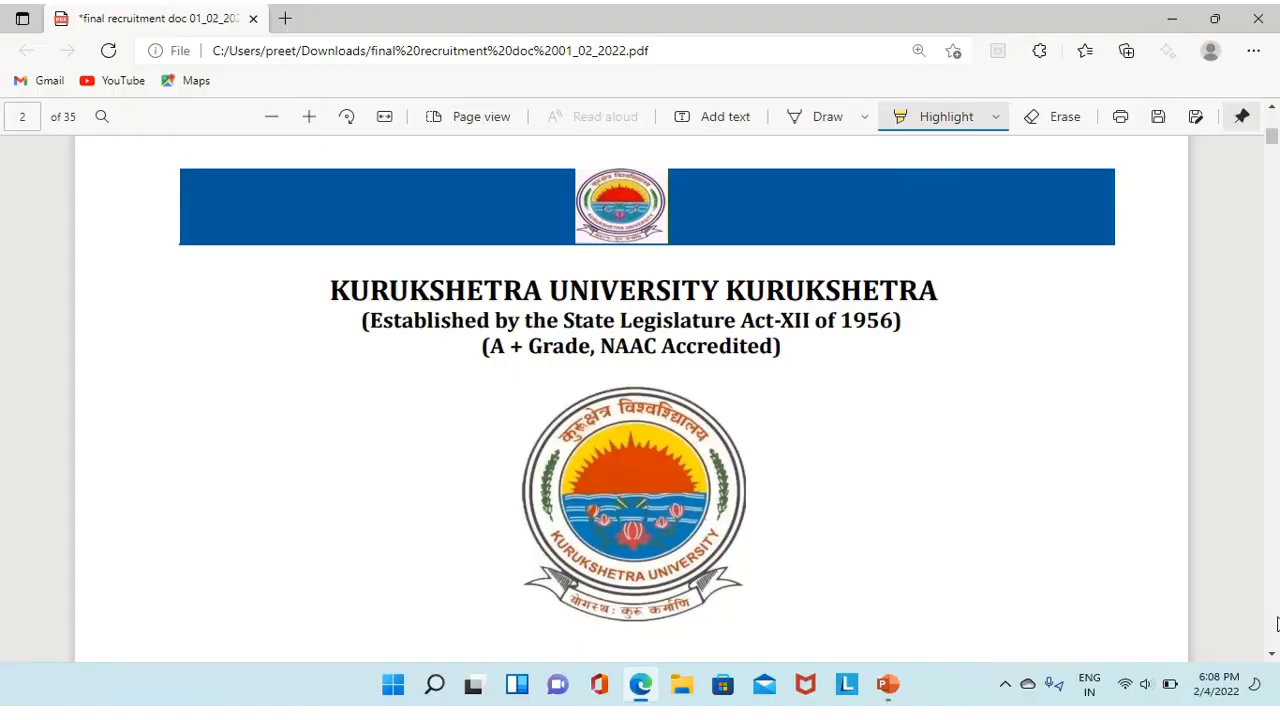 *final recruitment doc 01_02_202
File C:/Users/preet/Downloads/final%20recruitment%20doc%2001_02_2022.pdf
Gmail YouTube Maps
2 of 35 Page view Read aloud Add text Draw Highlight Erase
KURUKSHETRA UNIVERSITY KURUKSHETRA
(Established by the State Legislature Act-XII of 1956)
(A + Grade, NAAC Accredited)
कुरुक्षेत्र विश्वविद्यालय
KURUKSHETRA UNIVERSITY
योगस्थ: कुरु कर्माणि
ENG 6:08 PM
IN 2/4/2022